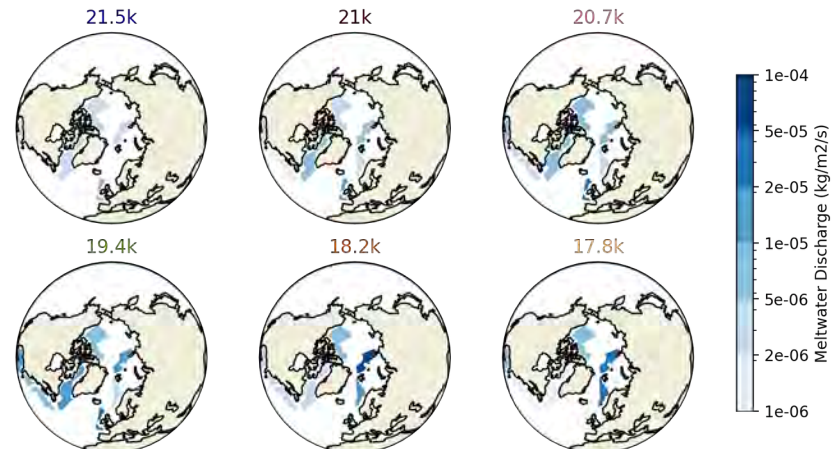 21.5k
21k
20.7k
19.4k
18.2k
17.8k
1e-04
5e-05
2e-05
1e-05
5e-06
2e-06
1e-06
Meltwater Discharge (kg/m2/s)